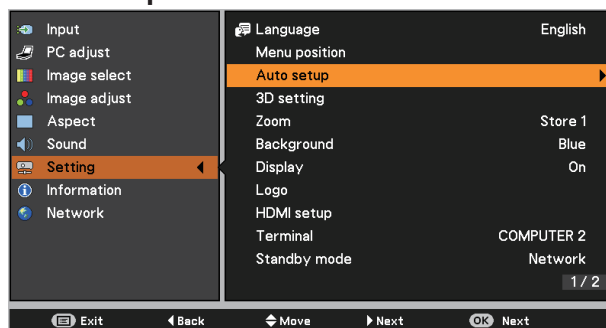 Input
PC adjust
Image select
Image adjust
Aspect
Sound
Setting
Information
Network
Language English
Menu position
Auto setup
3D setting
Zoom Store 1
Background Blue
Display On
Logo
HDMI setup
Terminal COMPUTER 2
Standby mode Network
1/2
Exit Back Move Next OK Next